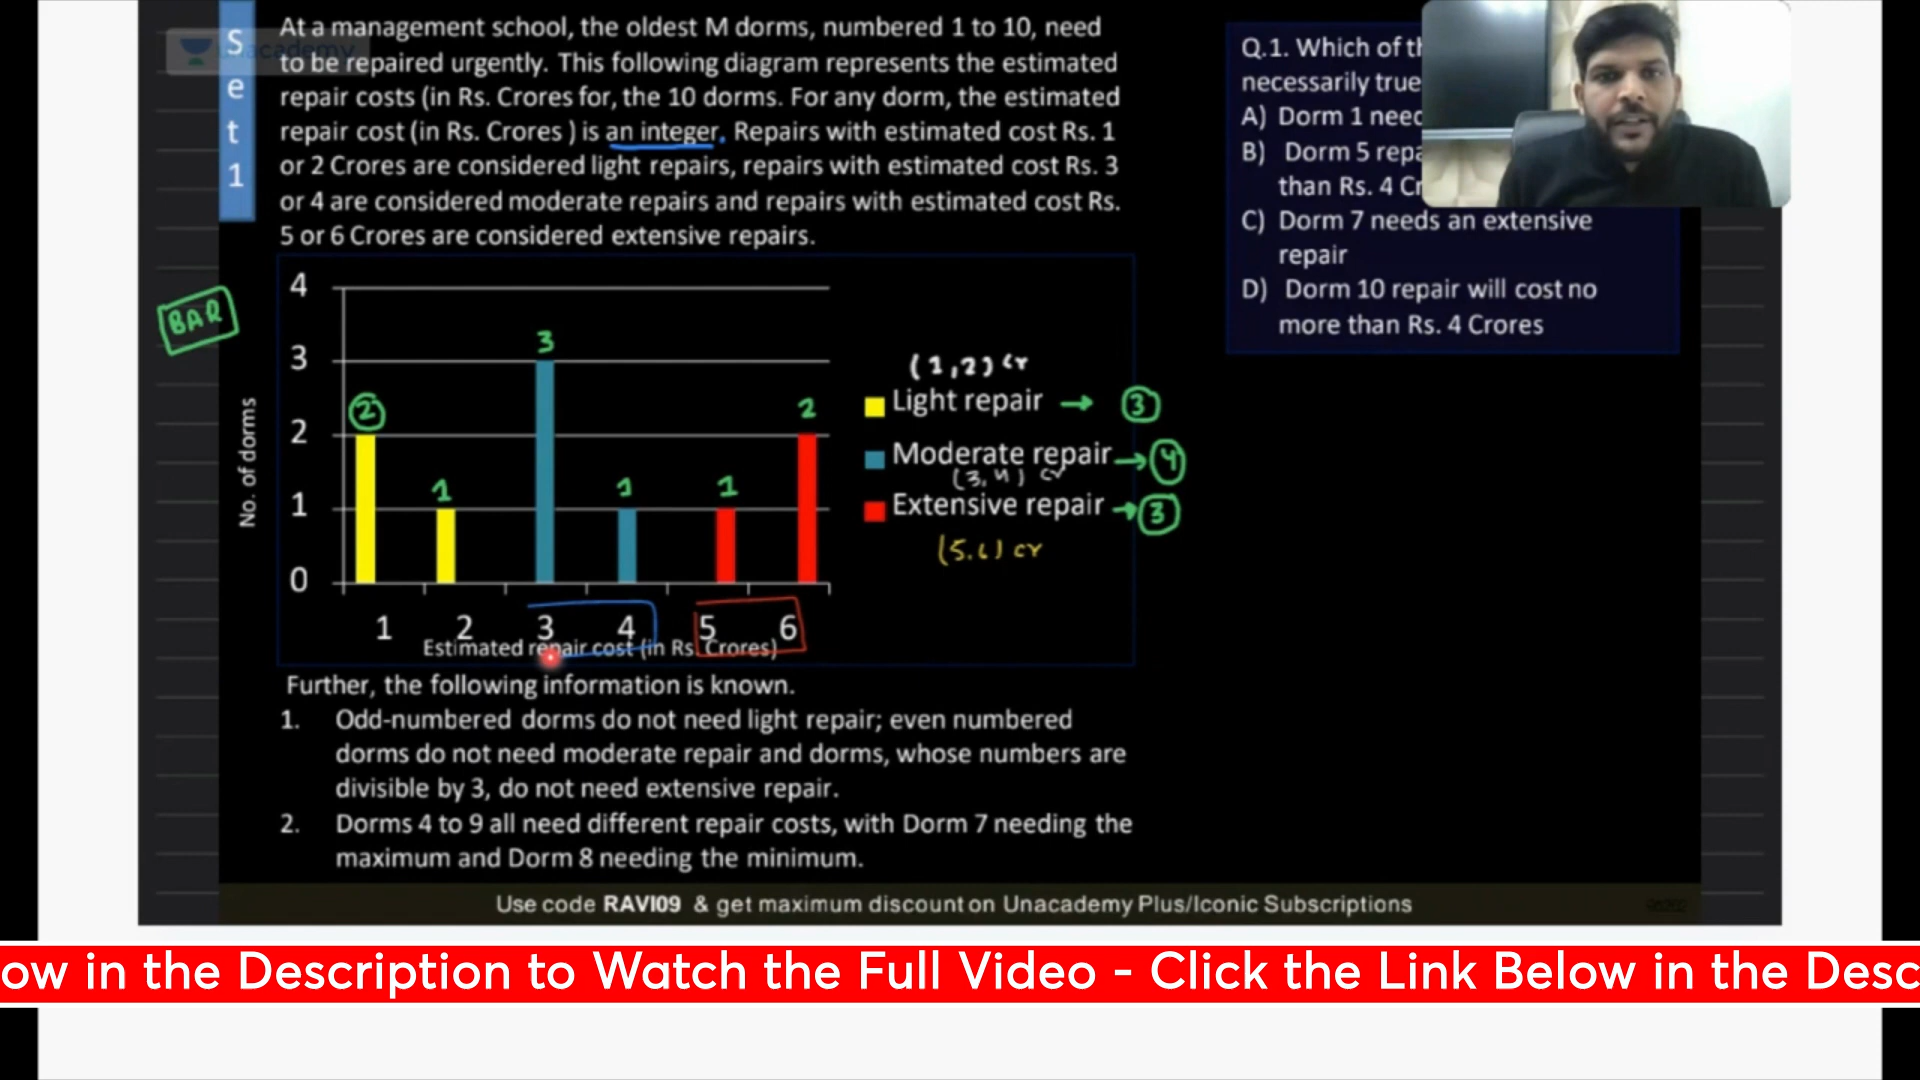 S
e
t
1
unacademy
At a management school, the oldest M dorms, numbered 1 to 10, need
to be repaired urgently. This following diagram represents the estimated
repair costs (in Rs. Crores for, the 10 dorms. For any dorm, the estimated
repair cost (in Rs. Crores ) is an integer. Repairs with estimated cost Rs. 1
or 2 Crores are considered light repairs, repairs with estimated cost Rs. 3
or 4 are considered moderate repairs and repairs with estimated cost Rs.
5 or 6 Crores are considered extensive repairs.
BAR
No. of dorms
4
3
2
1
0
2
1
3
1
1
2
1 2 3 4 5 6
Estimated repair cost (in Rs. Crores)
(1,2) Cr
Light repair → 3
Moderate repair → 4
(3,4) Cr
Extensive repair → 3
(5.6) cr
Further, the following information is known.
1. Odd-numbered dorms do not need light repair; even numbered
dorms do not need moderate repair and dorms, whose numbers are
divisible by 3, do not need extensive repair.
2. Dorms 4 to 9 all need different repair costs, with Dorm 7 needing the
maximum and Dorm 8 needing the minimum.
Q.1. Which of
necessarily true
A) Dorm 1
B) Dorm 5
than Rs. 4
C) Dorm 7 needs an extensive
repair
D) Dorm 10 repair will cost no
more than Rs. 4 Crores
Use code RAVI09 & get maximum discount on Unacademy Plus/Iconic Subscriptions
ow in the Description to Watch the Full Video - Click the Link Below in the Desc